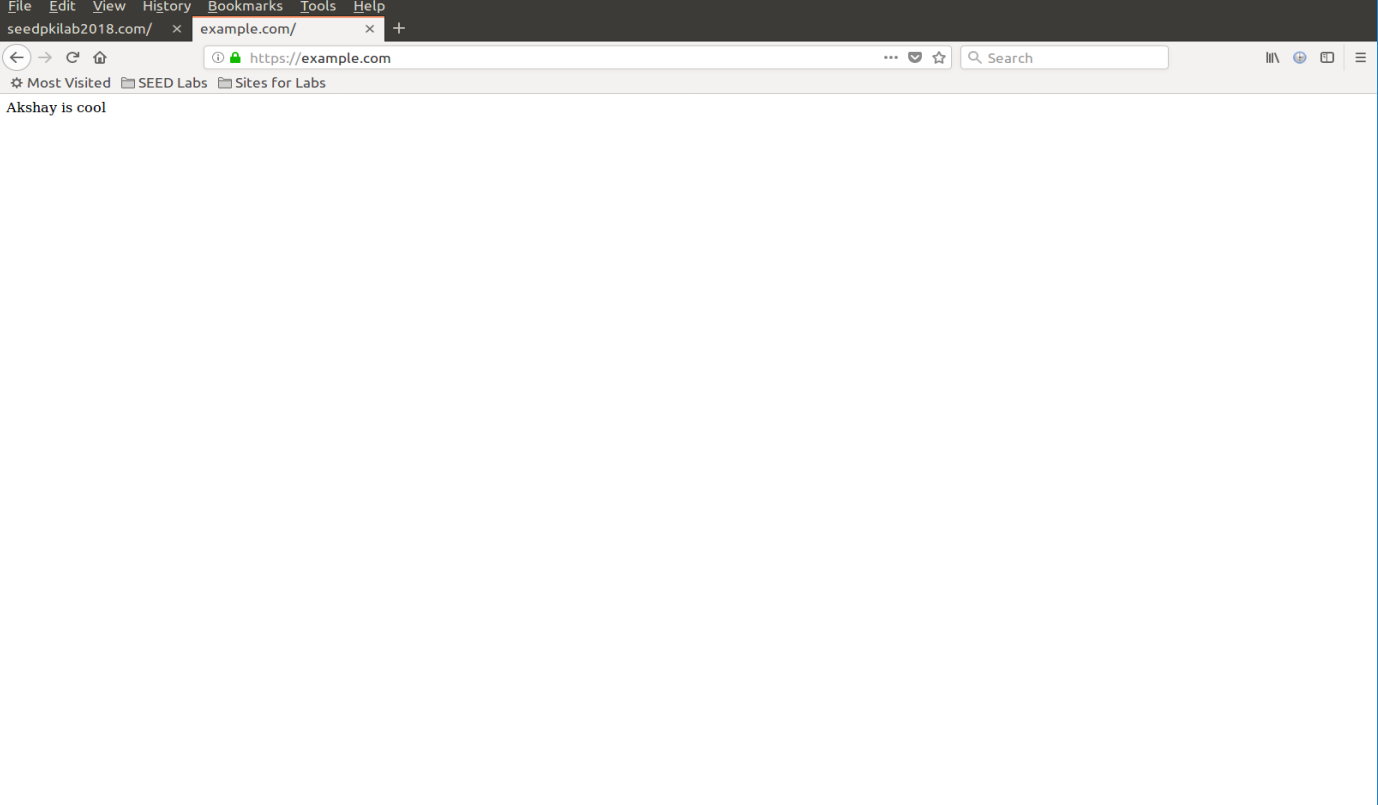 File Edit View History Bookmarks Tools Help
seedpkilab2018.com/ example.com/
https://example.com Search
Most Visited SEED Labs Sites for Labs
Akshay is cool